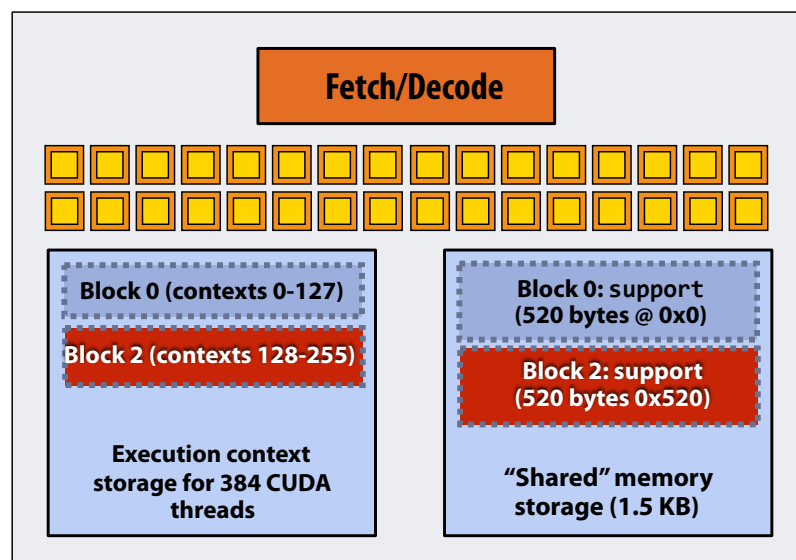 Fetch/Decode
Block 0 (contexts 0-127)
Block 2 (contexts 128-255)
Execution context
storage for 384 CUDA
threads
Block 0: support
(520 bytes @ 0x0)
Block 2: support
(520 bytes 0x520)
“Shared” memory
storage (1.5 KB)